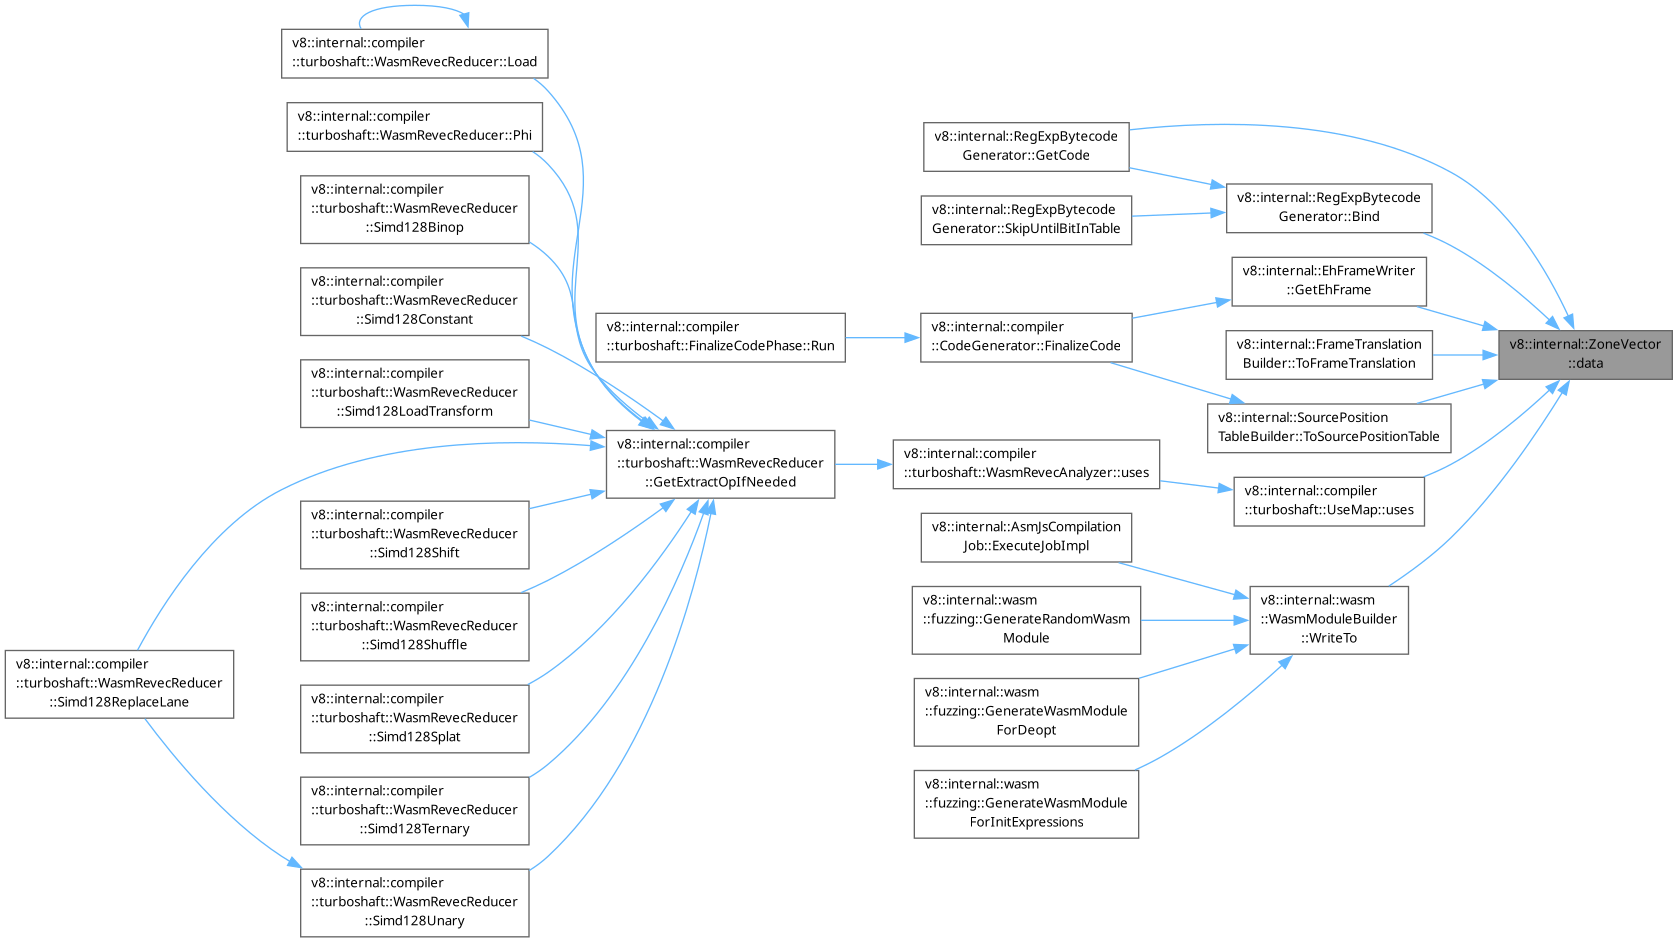 v8::internal::compiler
::turboshaft::WasmRevecReducer::Load
v8::internal::compiler
::turboshaft::WasmRevecReducer::Phi
v8::internal::compiler
::turboshaft::WasmRevecReducer
::Simd128Binop
v8::internal::compiler
::turboshaft::WasmRevecReducer
::Simd128Constant
v8::internal::compiler
::turboshaft::WasmRevecReducer
::Simd128LoadTransform
v8::internal::compiler
::turboshaft::WasmRevecReducer
::Simd128Shift
v8::internal::compiler
::turboshaft::WasmRevecReducer
::Simd128Shuffle
v8::internal::compiler
::turboshaft::WasmRevecReducer
::Simd128ReplaceLane
v8::internal::compiler
::turboshaft::WasmRevecReducer
::Simd128Splat
v8::internal::compiler
::turboshaft::WasmRevecReducer
::Simd128Ternary
v8::internal::compiler
::turboshaft::WasmRevecReducer
::Simd128Unary
v8::internal::compiler
::turboshaft::FinalizeCodePhase::Run
v8::internal::compiler
::turboshaft::WasmRevecReducer
::GetExtractOpIfNeeded
v8::internal::RegExpBytecode
Generator::GetCode
v8::internal::RegExpBytecode
Generator::SkipUntilBitInTable
v8::internal::compiler
::CodeGenerator::FinalizeCode
v8::internal::compiler
::turboshaft::WasmRevecAnalyzer::uses
v8::internal::AsmJsCompilation
Job::ExecuteJobImpl
v8::internal::wasm
::fuzzing::GenerateRandomWasm
Module
v8::internal::wasm
::fuzzing::GenerateWasmModule
ForDeopt
v8::internal::wasm
::fuzzing::GenerateWasmModule
ForInitExpressions
v8::internal::RegExpBytecode
Generator::Bind
v8::internal::EhFrameWriter
::GetEhFrame
v8::internal::FrameTranslation
Builder::ToFrameTranslation
v8::internal::SourcePosition
TableBuilder::ToSourcePositionTable
v8::internal::compiler
::turboshaft::UseMap::uses
v8::internal::wasm
::WasmModuleBuilder
::WriteTo
v8::internal::ZoneVector
::data